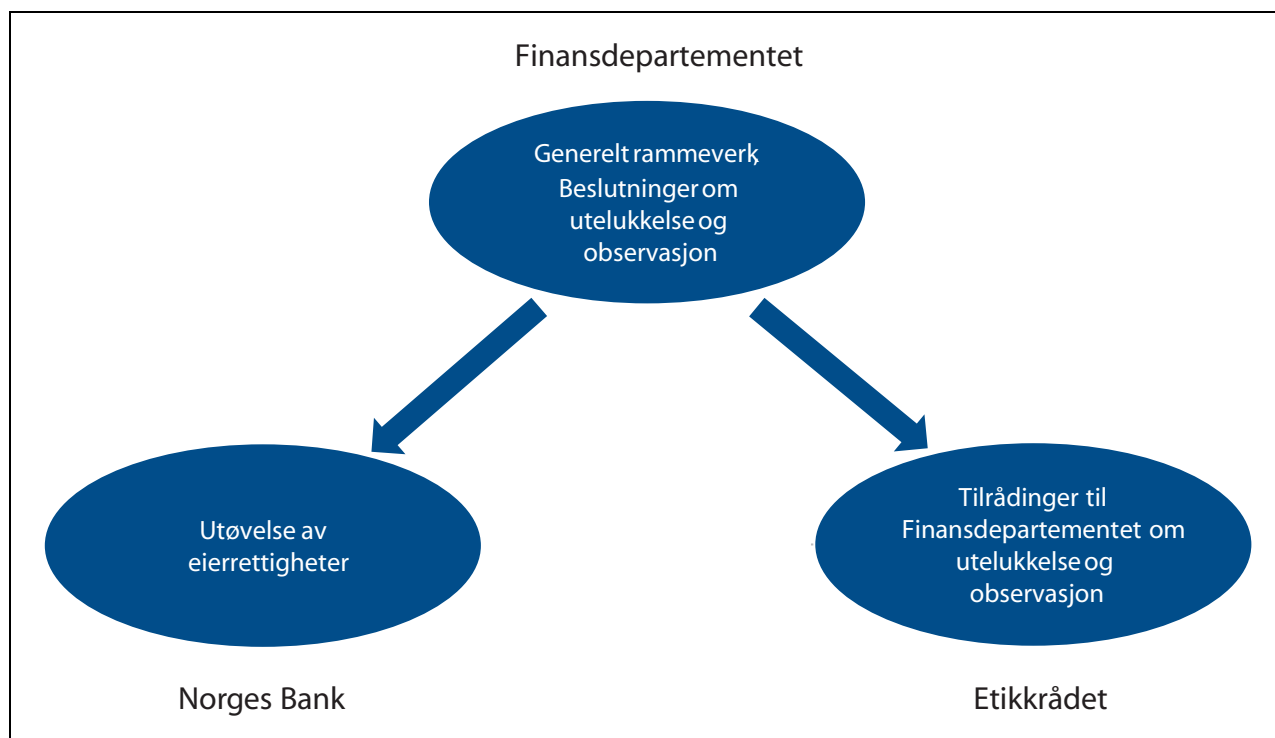 Finansdepartementet
Generelt rammeverk,
Beslutninger om
utelukkelse og
observasjon
Utøvelse av
eierrettigheter
Tilrådinger til
Finansdepartementet om
utelukkelse og
observasjon
Norges Bank
Etikkrådet